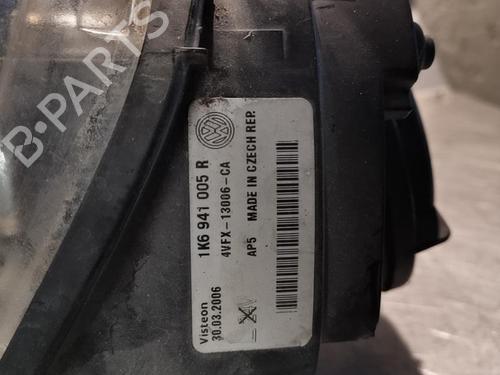 B-PARTS
1K6 941 005 R
4VFX-13006-CA
AP5 MADE IN CZECH REP.
Visteon
30.03.2006